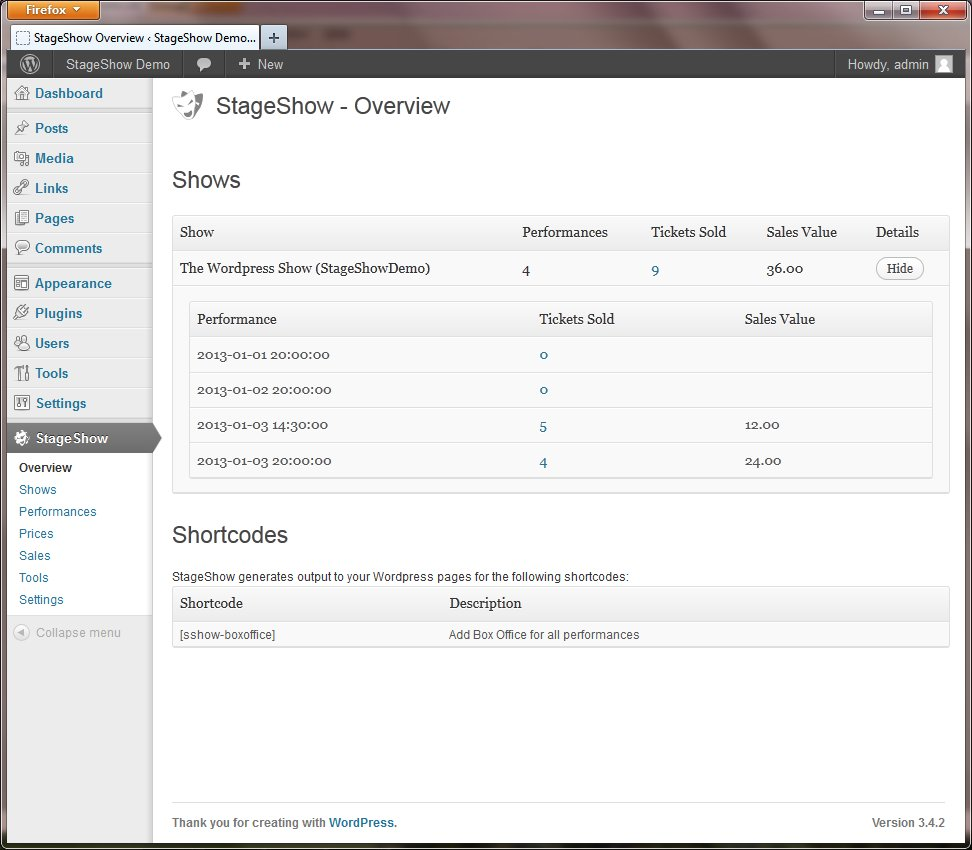 Firefox
StageShow Overview ‹ StageShow Demo...
StageShow Demo
New
Howdy, admin
Dashboard
Posts
Media
Links
Pages
Comments
Appearance
Plugins
Users
Tools
Settings
StageShow
Overview
Shows
Performances
Prices
Sales
Tools
Settings
Collapse menu
StageShow - Overview
Shows
Show Performances Tickets Sold Sales Value Details
The Wordpress Show (StageShowDemo) 4 9 36.00 Hide
Performance Tickets Sold Sales Value
2013-01-01 20:00:00 0
2013-01-02 20:00:00 0
2013-01-03 14:30:00 5 12.00
2013-01-03 20:00:00 4 24.00
Shortcodes
StageShow generates output to your Wordpress pages for the following shortcodes:
Shortcode Description
[sshow-boxoffice] Add Box Office for all performances
Thank you for creating with WordPress. Version 3.4.2